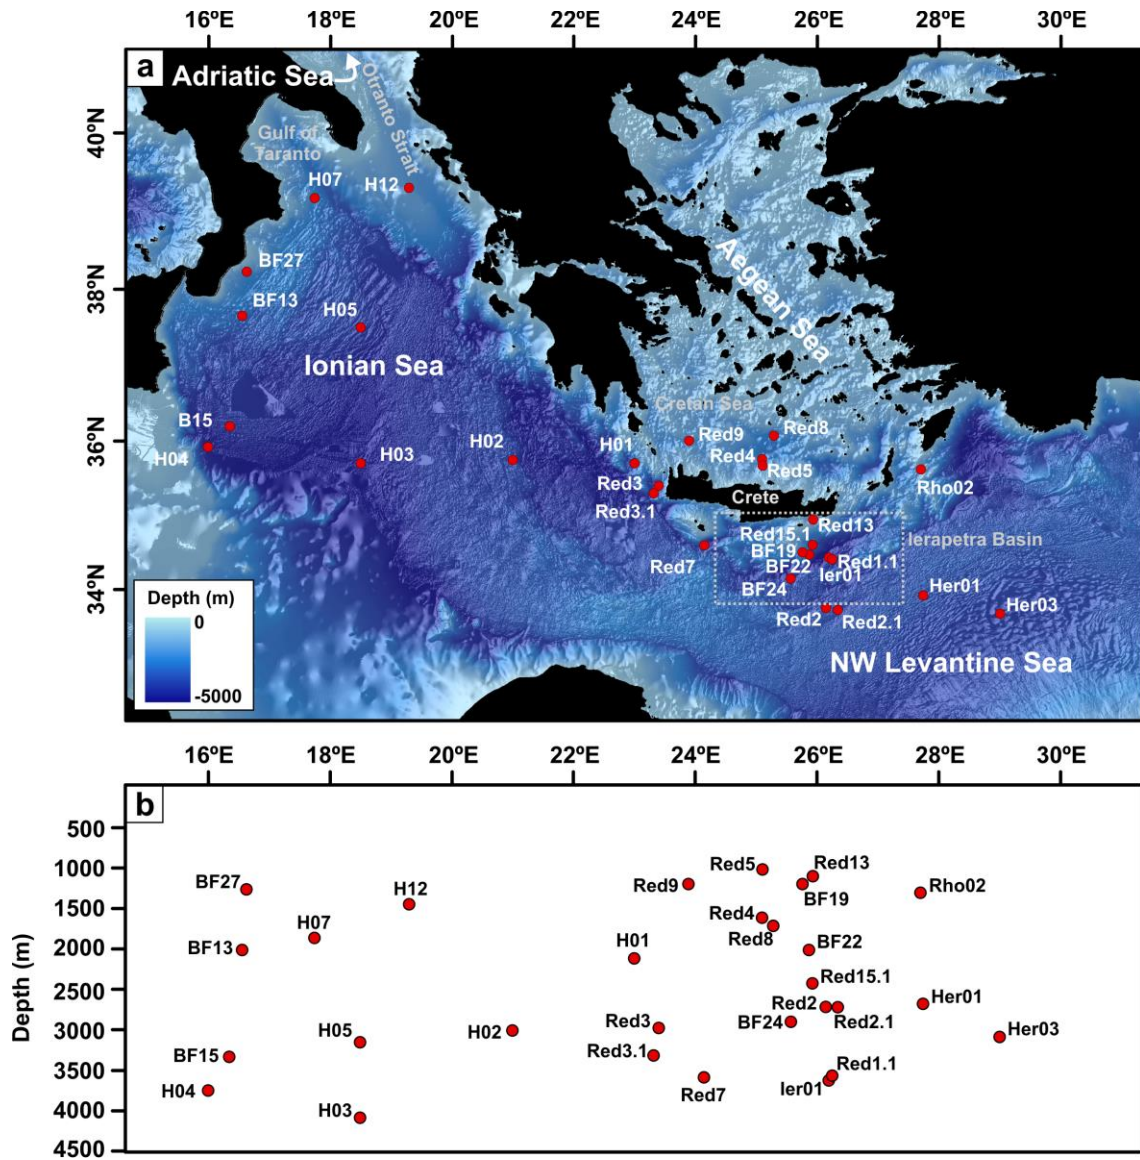 16ºE 18ºE 20ºE 22ºE 24ºE 26ºE 28ºE 30ºE
a
Adriatic Sea
Otranto Strait
40ºN
Gulf of
Taranto
H07
H12
Aegean Sea
BF27
38ºN
BF13
H05
Ionian Sea
Cretan Sea
B15
H02
H01
Red9
Red8
36ºN
H04
H03
Red4
Red5
Red3
Crete
Rho02
Red3.1
Red13
Red15.1
Ierapetra Basin
BF19
Red7
BF22
Red1.1
Ier01
34ºN
BF24
Her01
Her03
Red2
Red2.1
NW Levantine Sea
Depth (m)
0
-5000
16ºE 18ºE 20ºE 22ºE 24ºE 26ºE 28ºE 30ºE
b
Depth (m)
500
1000
1500
2000
2500
3000
3500
4000
4500
BF27
H12
Red9
Red5
Red13
BF19
Rho02
H07
Red4
Red8
BF13
H01
BF22
Red15.1
Red2
Her01
H05
H02
Red3
BF24
Red2.1
Her03
BF15
Red3.1
Red1.1
H04
Red7
Ier01
H03